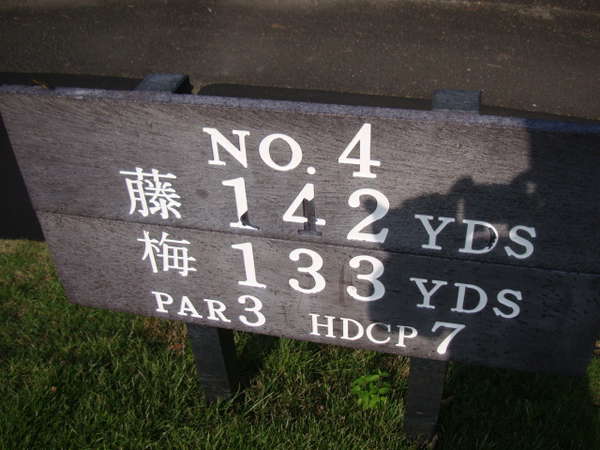 NO. 4
藤 142 YDS
梅 133 YDS
PAR 3 HDCP 7